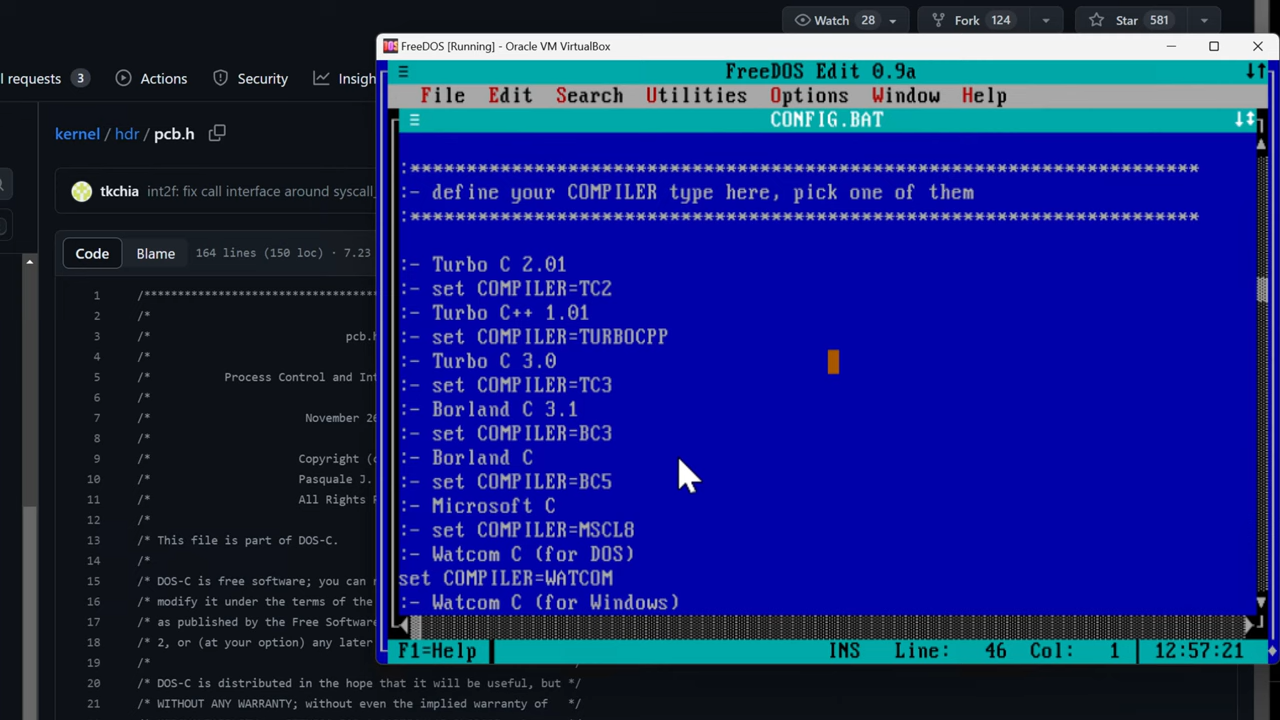 Watch 28
Fork 124
Star 581
FreeDOS [Running] - Oracle VM VirtualBox
l requests 3
Actions
Security
Insigh
kernel / hdr / pcb.h
tkchia int2f: fix call interface around syscall_
Code Blame 164 lines (150 loc) · 7.23
1 /****************************************
2 /*
3 /* pcb.h
4 /*
5 /* Process Control and Int
6 /*
7 /* November 26
8 /*
9 /* Copyright (c
10 /* Pasquale J.
11 /* All Rights R
12 /*
13 /* This file is part of DOS-C.
14 /*
15 /* DOS-C is free software; you can r
16 /* modify it under the terms of the
17 /* as published by the Free Software
18 /* 2, or (at your option) any later
19 /*
20 /* DOS-C is distributed in the hope that it will be useful, but */
21 /* WITHOUT ANY WARRANTY; without even the implied warranty of */
FreeDOS Edit 0.9a
File Edit Search Utilities Options Window Help
CONFIG.BAT
:**********************************************************************
:- define your COMPILER type here, pick one of them
:**********************************************************************
:- Turbo C 2.01
:- set COMPILER=TC2
:- Turbo C++ 1.01
:- set COMPILER=TURBOCPP
:- Turbo C 3.0
:- set COMPILER=TC3
:- Borland C 3.1
:- set COMPILER=BC3
:- Borland C
:- set COMPILER=BC5
:- Microsoft C
:- set COMPILER=MSCL8
:- Watcom C (for DOS)
set COMPILER=WATCOM
:- Watcom C (for Windows)
F1=Help INS Line: 46 Col: 1 12:57:21